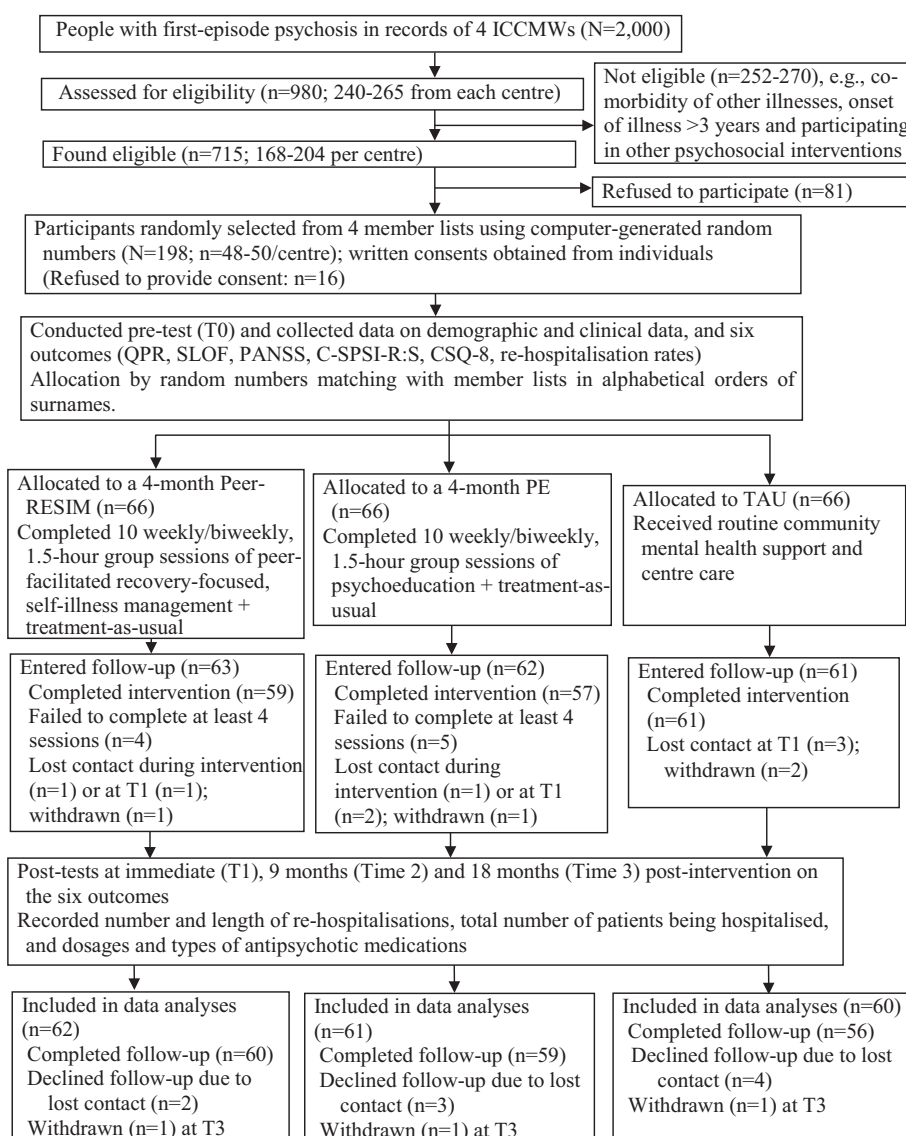 People with first-episode psychosis in records of 4 ICCMWs (N=2,000)
Assessed for eligibility (n=980; 240-265 from each centre)
Not eligible (n=252-270), e.g., co-
morbidity of other illnesses, onset
of illness >3 years and participating
in other psychosocial interventions
Found eligible (n=715; 168-204 per centre)
Refused to participate (n=81)
Participants randomly selected from 4 member lists using computer-generated random
numbers (N=198; n=48-50/centre); written consents obtained from individuals
(Refused to provide consent: n=16)
Conducted pre-test (T0) and collected data on demographic and clinical data, and six
outcomes (QPR, SLOF, PANSS, C-SPSI-R:S, CSQ-8, re-hospitalisation rates)
Allocation by random numbers matching with member lists in alphabetical orders of
surnames.
Allocated to a 4-month Peer-
RESIM (n=66)
Completed 10 weekly/biweekly,
1.5-hour group sessions of peer-
facilitated recovery-focused,
self-illness management +
treatment-as-usual
Allocated to a 4-month PE
(n=66)
Completed 10 weekly/biweekly,
1.5-hour group sessions of
psychoeducation + treatment-as-
usual
Allocated to TAU (n=66)
Received routine community
mental health support and
centre care
Entered follow-up (n=63)
Completed intervention (n=59)
Failed to complete at least 4
sessions (n=4)
Lost contact during intervention
(n=1) or at T1 (n=1);
withdrawn (n=1)
Entered follow-up (n=62)
Completed intervention (n=57)
Failed to complete at least 4
sessions (n=5)
Lost contact during
intervention (n=1) or at T1
(n=2); withdrawn (n=1)
Entered follow-up (n=61)
Completed intervention
(n=61)
Lost contact at T1 (n=3);
withdrawn (n=2)
Post-tests at immediate (T1), 9 months (Time 2) and 18 months (Time 3) post-intervention on
the six outcomes
Recorded number and length of re-hospitalisations, total number of patients being hospitalised,
and dosages and types of antipsychotic medications
Included in data analyses
(n=62)
Completed follow-up (n=60)
Declined follow-up due to
lost contact (n=2)
Withdrawn (n=1) at T3
Included in data analyses
(n=61)
Completed follow-up (n=59)
Declined follow-up due to lost
contact (n=3)
Withdrawn (n=1) at T3
Included in data analyses (n=60)
Completed follow-up (n=56)
Declined follow-up due to lost
contact (n=4)
Withdrawn (n=1) at T3